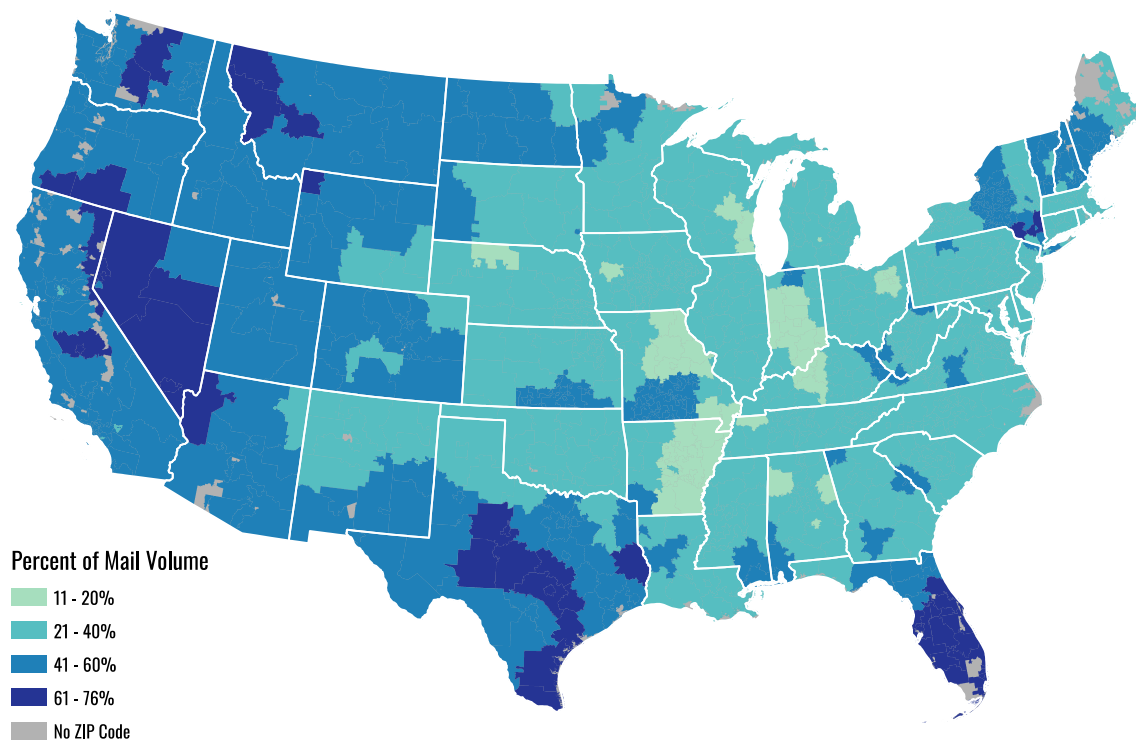 Percent of Mail Volume
11 - 20%
21 - 40%
41 - 60%
61 - 76%
No ZIP Code